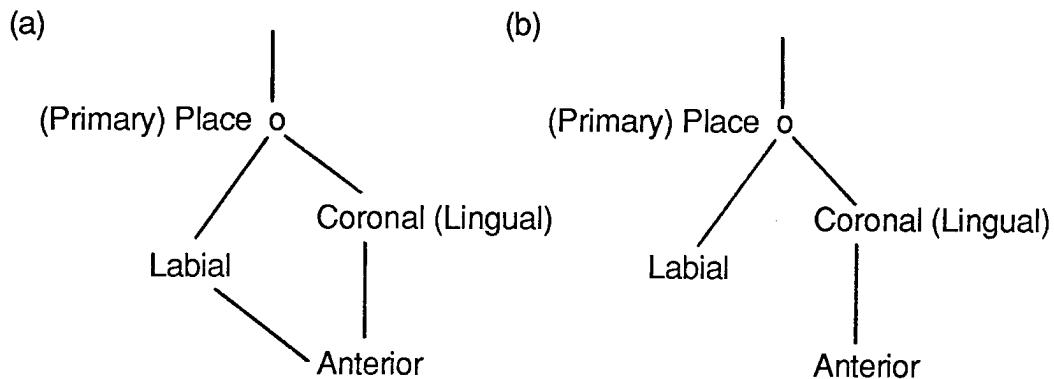 (a)
(Primary) Place o
Coronal (Lingual)
Labial
Anterior
(b)
(Primary) Place o
Coronal (Lingual)
Labial
Anterior